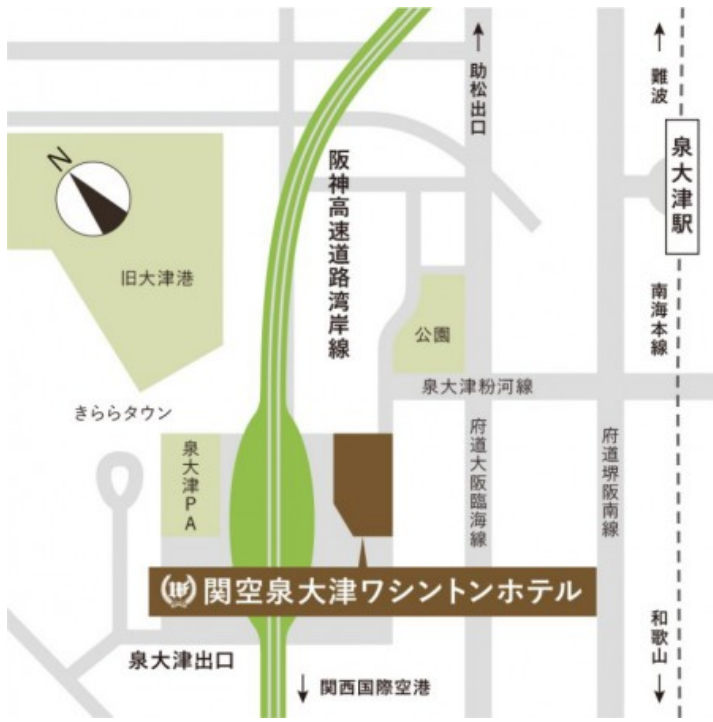 助松出口
難波
N
泉大津駅
阪神高速道路湾岸線
旧大津港
南海本線
公園
泉大津粉河線
きららタウン
泉大津PA
府道大阪臨海線
府道堺阪南線
関空泉大津ワシントンホテル
和歌山
泉大津出口
関西国際空港